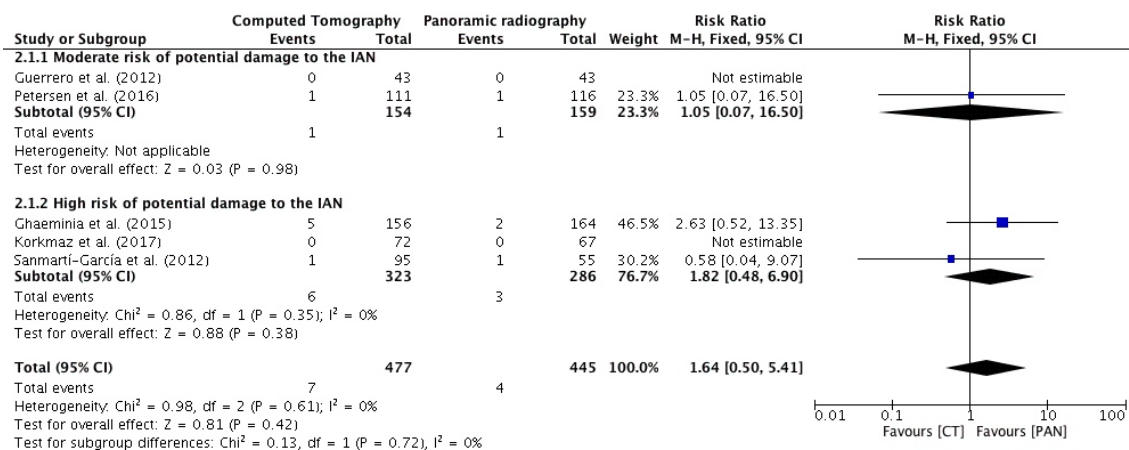 Computed Tomography Panoramic radiography Risk Ratio Risk Ratio
Study or Subgroup Events Total Events Total Weight M-H, Fixed, 95% CI M-H, Fixed, 95% CI
2.1.1 Moderate risk of potential damage to the IAN
Guerrero et al. (2012) 0 43 0 43 Not estimable
Petersen et al. (2016) 1 111 1 116 23.3% 1.05 [0.07, 16.50]
Subtotal (95% CI) 154 159 23.3% 1.05 [0.07, 16.50]
Total events 1 1
Heterogeneity: Not applicable
Test for overall effect: Z = 0.03 (P = 0.98)
2.1.2 High risk of potential damage to the IAN
Ghaeminia et al. (2015) 5 156 2 164 46.5% 2.63 [0.52, 13.35]
Korkmaz et al. (2017) 0 72 0 67 Not estimable
Sanmartí-García et al. (2012) 1 95 1 55 30.2% 0.58 [0.04, 9.07]
Subtotal (95% CI) 323 286 76.7% 1.82 [0.48, 6.90]
Total events 6 3
Heterogeneity: Chi² = 0.86, df = 1 (P = 0.35); I² = 0%
Test for overall effect: Z = 0.88 (P = 0.38)
Total (95% CI) 477 445 100.0% 1.64 [0.50, 5.41]
Total events 7 4
Heterogeneity: Chi² = 0.98, df = 2 (P = 0.61); I² = 0%
Test for overall effect: Z = 0.81 (P = 0.42)
Test for subgroup differences: Chi² = 0.13, df = 1 (P = 0.72), I² = 0%
0.01 0.1 1 10 100
Favours [CT] Favours [PAN]